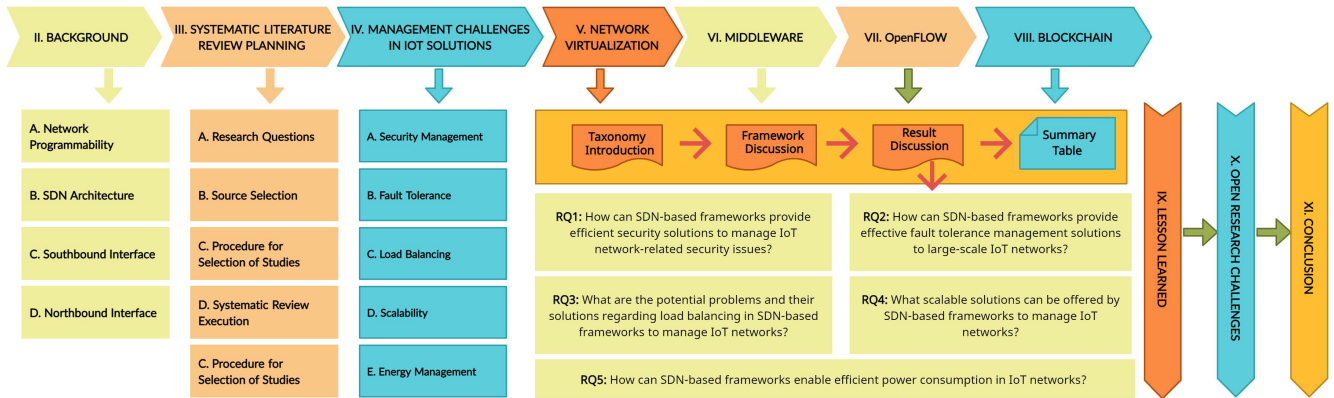 II. BACKGROUND
III. SYSTEMATIC LITERATURE
REVIEW PLANNING
IV. MANAGEMENT CHALLENGES
IN IOT SOLUTIONS
V. NETWORK
VIRTUALIZATION
VI. MIDDLEWARE
VII. OpenFLOW
VIII. BLOCKCHAIN
A. Network
Programmability
B. SDN Architecture
C. Southbound Interface
D. Northbound Interface
A. Research Questions
B. Source Selection
C. Procedure for
Selection of Studies
D. Systematic Review
Execution
C. Procedure for
Selection of Studies
A. Security Management
B. Fault Tolerance
C. Load Balancing
D. Scalability
E. Energy Management
Taxonomy
Introduction
Framework
Discussion
Result
Discussion
Summary
Table
RQ1: How can SDN-based frameworks provide
efficient security solutions to manage IoT
network-related security issues?
RQ2: How can SDN-based frameworks provide
effective fault tolerance management solutions
to large-scale IoT networks?
RQ3: What are the potential problems and their
solutions regarding load balancing in SDN-based
frameworks to manage IoT networks?
RQ4: What scalable solutions can be offered by
SDN-based frameworks to manage IoT
networks?
RQ5: How can SDN-based frameworks enable efficient power consumption in IoT networks?
IX. LESSON LEARNED
X. OPEN RESEARCH CHALLENGES
XI. CONCLUSION